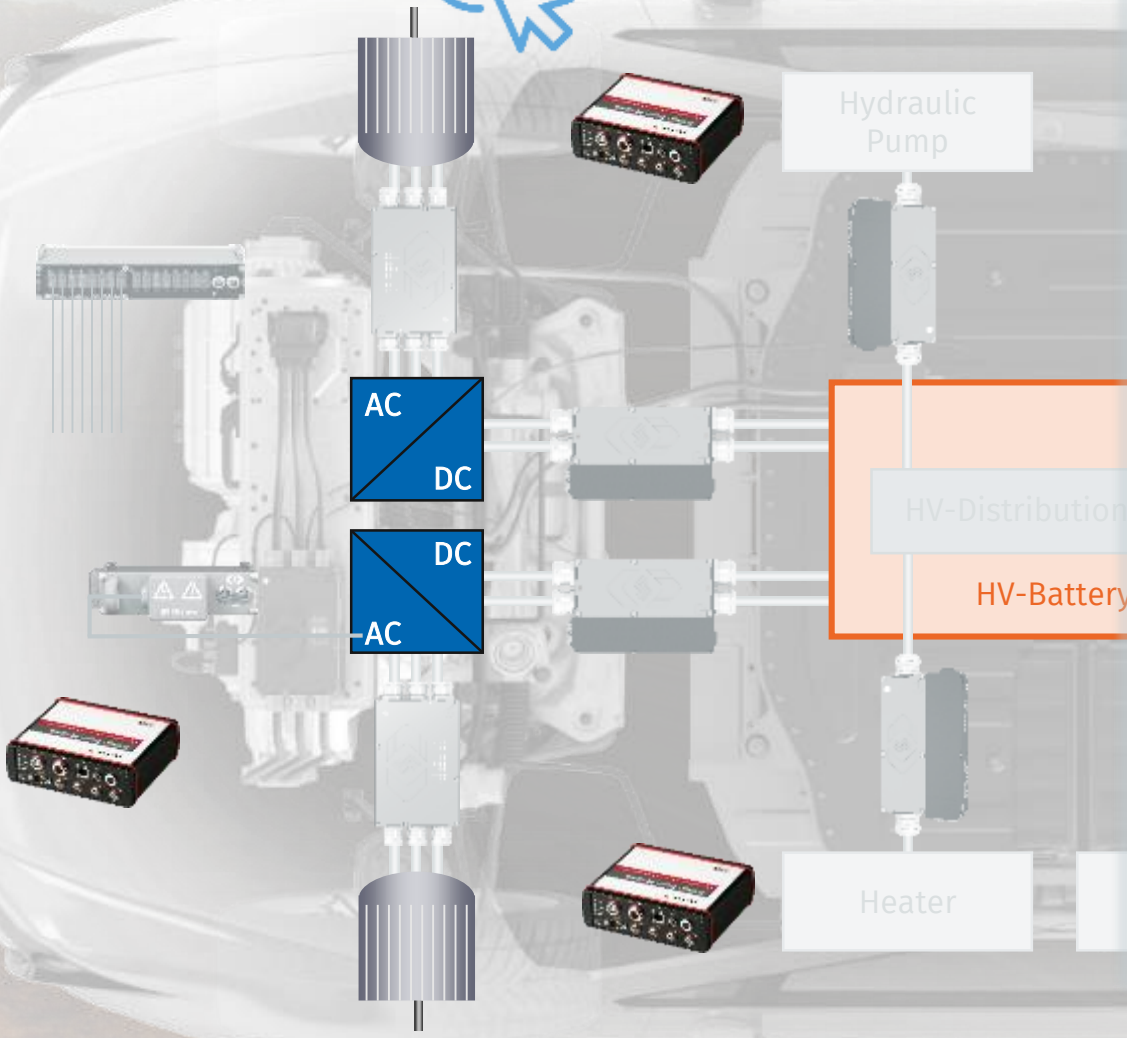 Hydraulic
Pump
AC
DC
HV-Distribution
DC
HV-Battery
AC
Heater